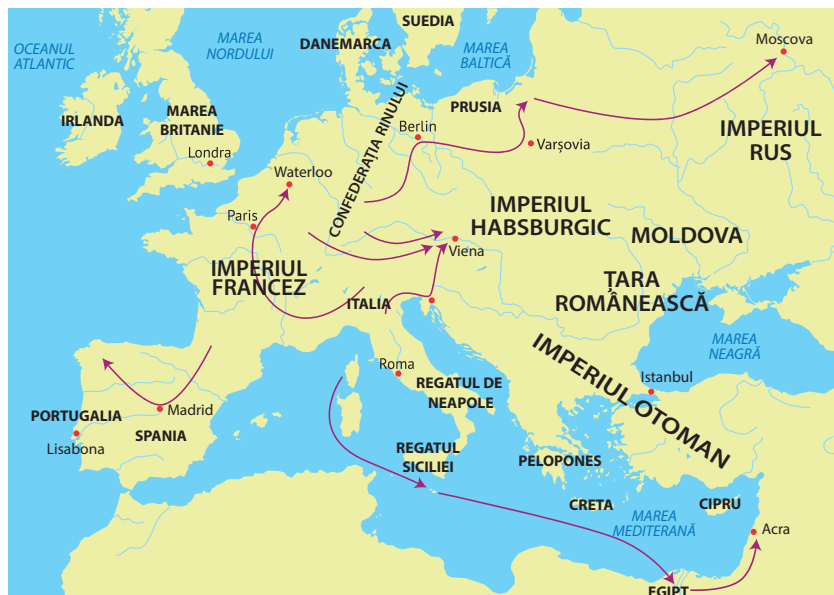 OCEANUL
ATLANTIC
MAREA
NORDULUI
SUEDIA
DANEMARCA
MAREA
BALTICĂ
Moscova
IRLANDA
MAREA
BRITANIE
Londra
PRUSIA
Berlin
Varșovia
IMPERIUL
RUS
CONFEDERAȚIA RINULUI
Waterloo
Paris
IMPERIUL
HABSBURGIC
MOLDOVA
Viena
IMPERIUL
FRANCEZ
ȚARA
ROMÂNEASCĂ
ITALIA
MAREA
NEAGRĂ
Roma
REGATUL DE
NEAPOLE
IMPERIUL OTOMAN
Istanbul
PORTUGALIA
Madrid
SPANIA
Lisabona
REGATUL
SICILIEI
PELOPONES
CRETA
CIPRU
MAREA
MEDITERANĂ
Acra
EGIPT